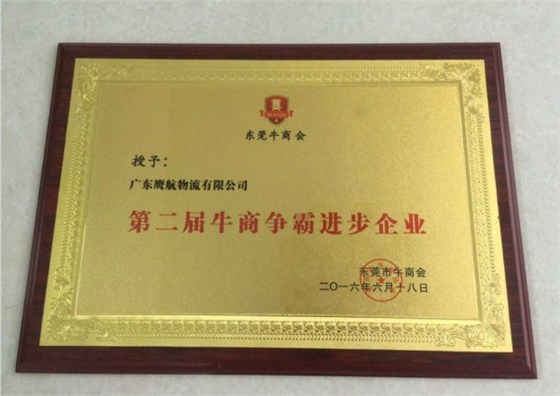 东莞牛商会
授予：
广东鹰航物流有限公司
第二届牛商争霸进步企业
东莞市牛商会
二〇一六年六月十八日